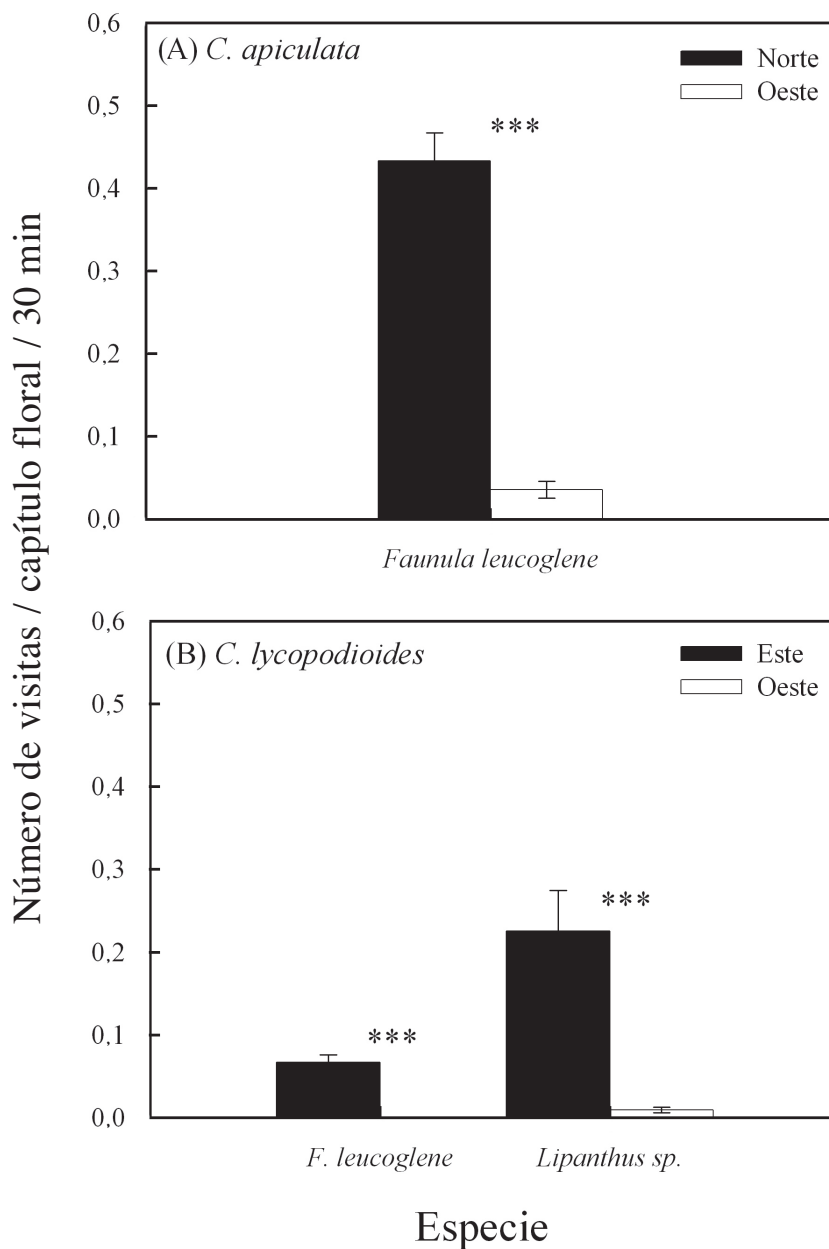 Número de visitas / capítulo floral / 30 min
(A) C. apiculata
Norte
Oeste
***
0,6
0,5
0,4
0,3
0,2
0,1
0,0
Faunula leucoglene
(B) C. lycopodioides
Este
Oeste
***
***
0,6
0,5
0,4
0,3
0,2
0,1
0,0
F. leucoglene
Lipanthus sp.
Especie